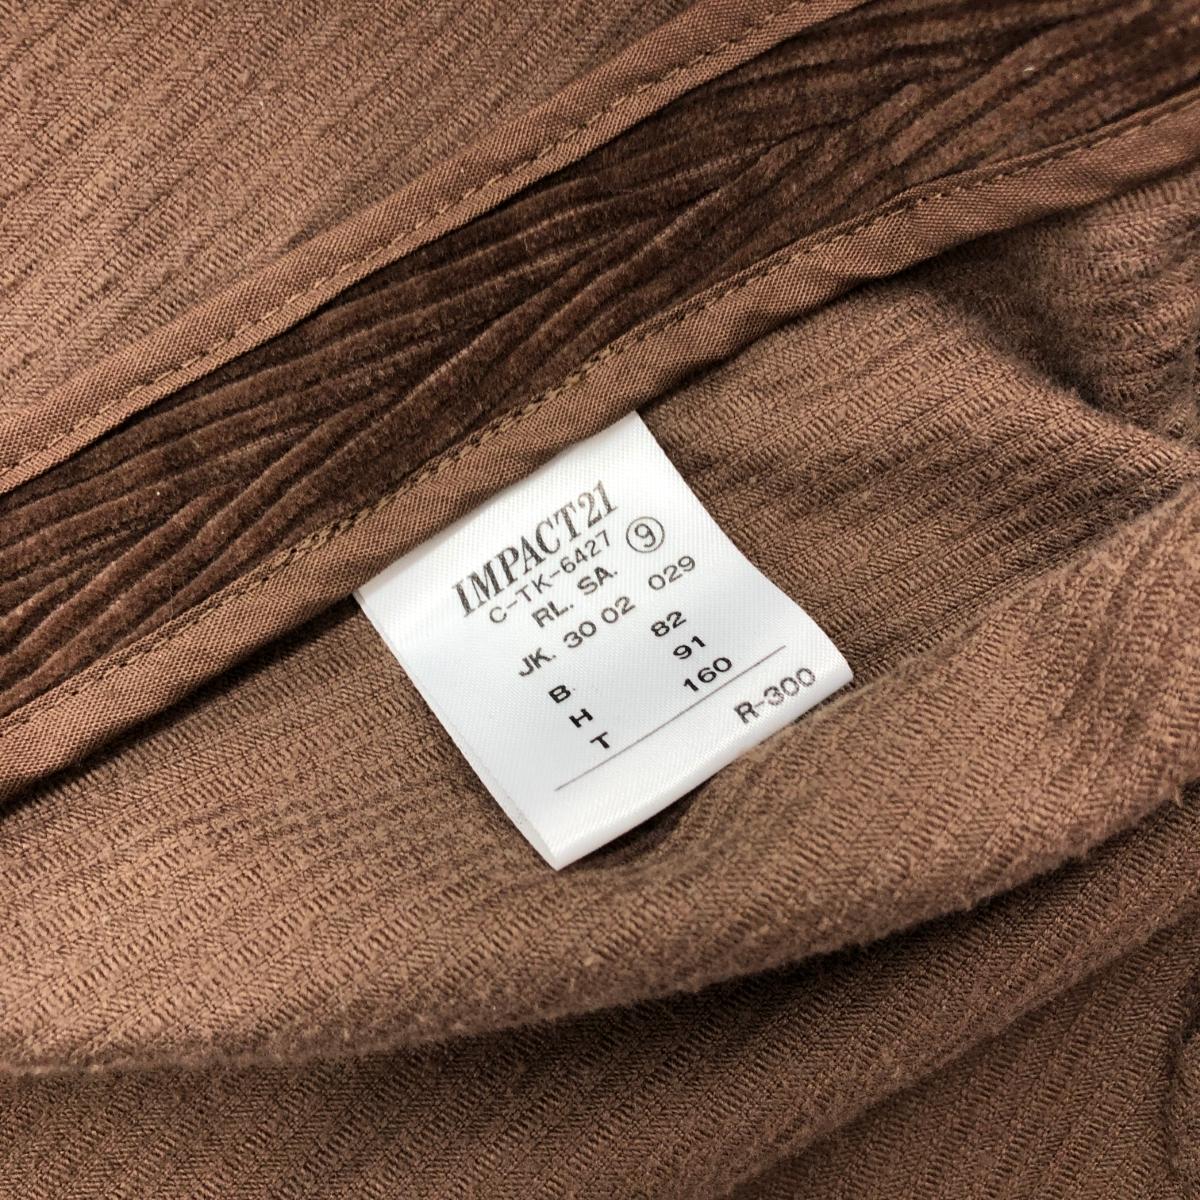 IMPACT21
C-TK-6427 ⑨
RL. SA.
JK. 30 02 029
B. 82
H 91
T 160
R-300